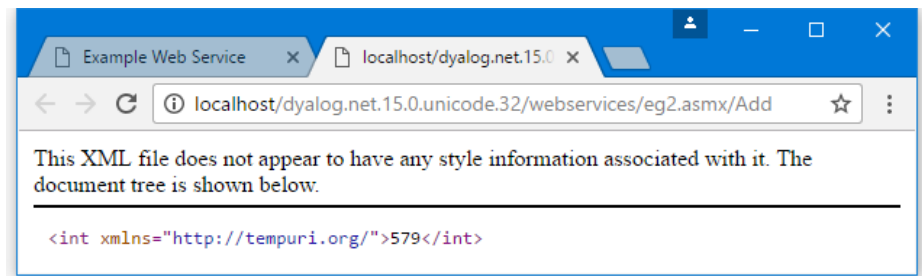 Example Web Service
localhost/dyalog.net.15.0
localhost/dyalog.net.15.0.unicode.32/webservices/eg2.asmx/Add
This XML file does not appear to have any style information associated with it. The
document tree is shown below.
<int xmlns="http://tempuri.org/">579</int>